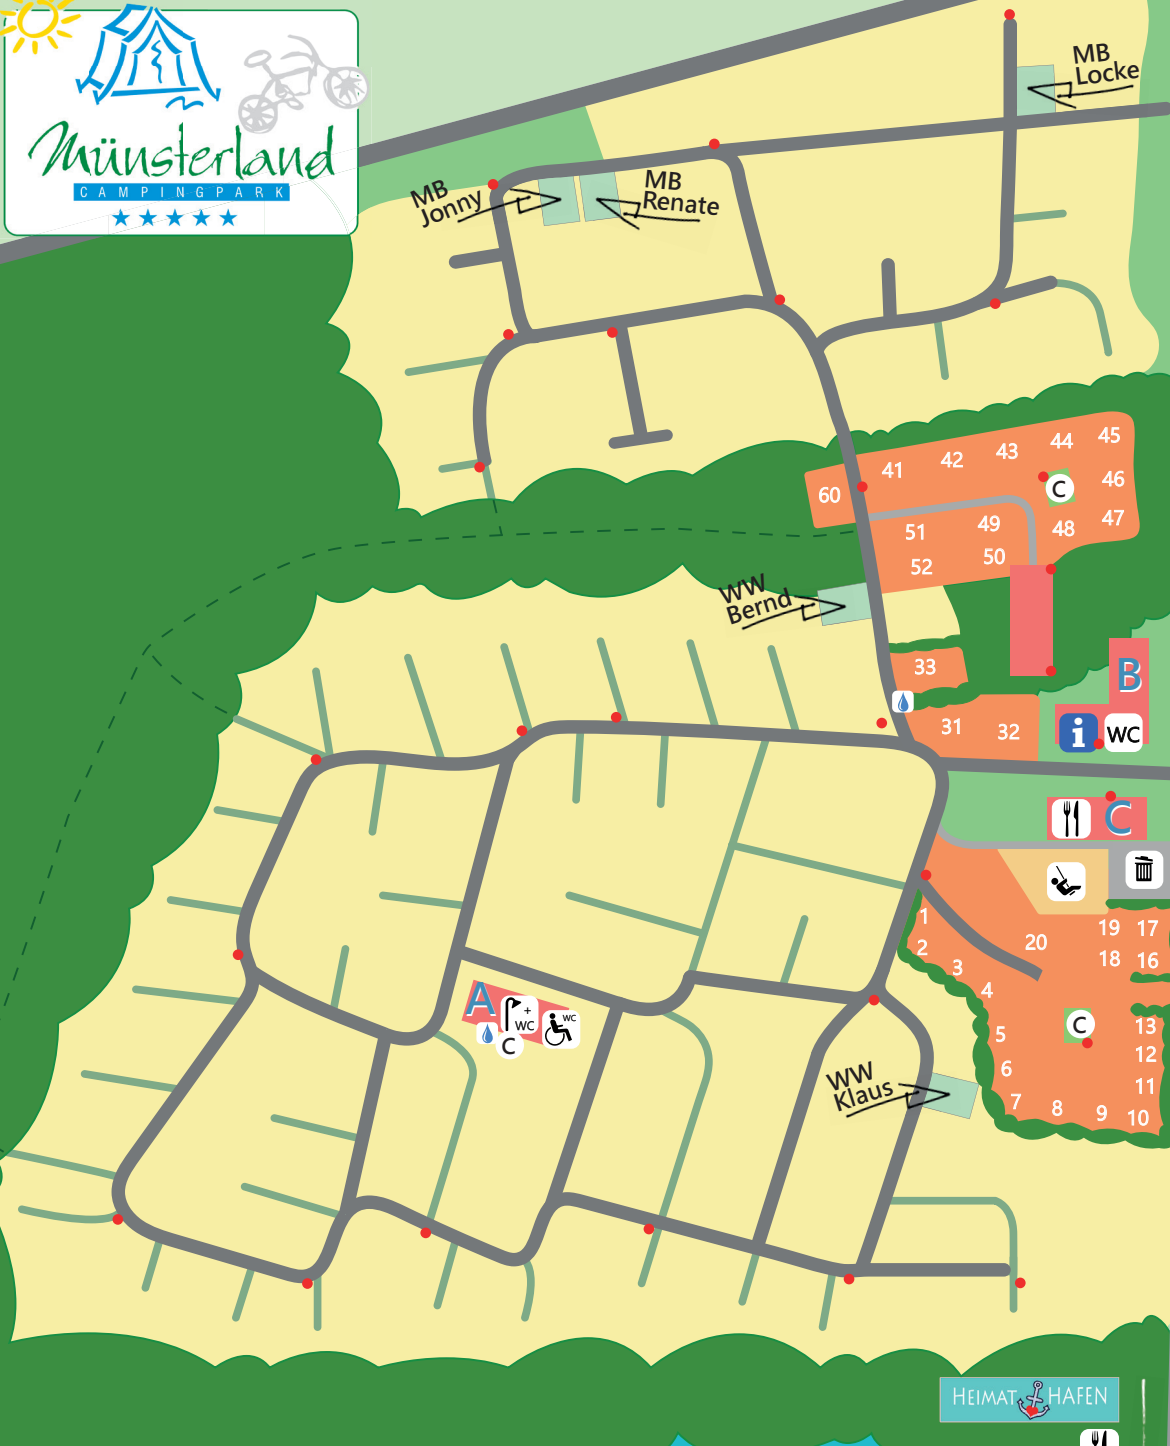 Münsterland
CAMPINGPARK
MB
Locke
MB
Jonny
MB
Renate
60
41
42
43
44
45
46
47
48
C
49
50
51
52
WW
Bernd
33
31
32
B
i
WC
C
1
2
3
4
5
6
7
8
9
10
11
12
13
16
17
18
19
20
C
A
+
WC
WC
C
WW
Klaus
HEIMAT HAFEN